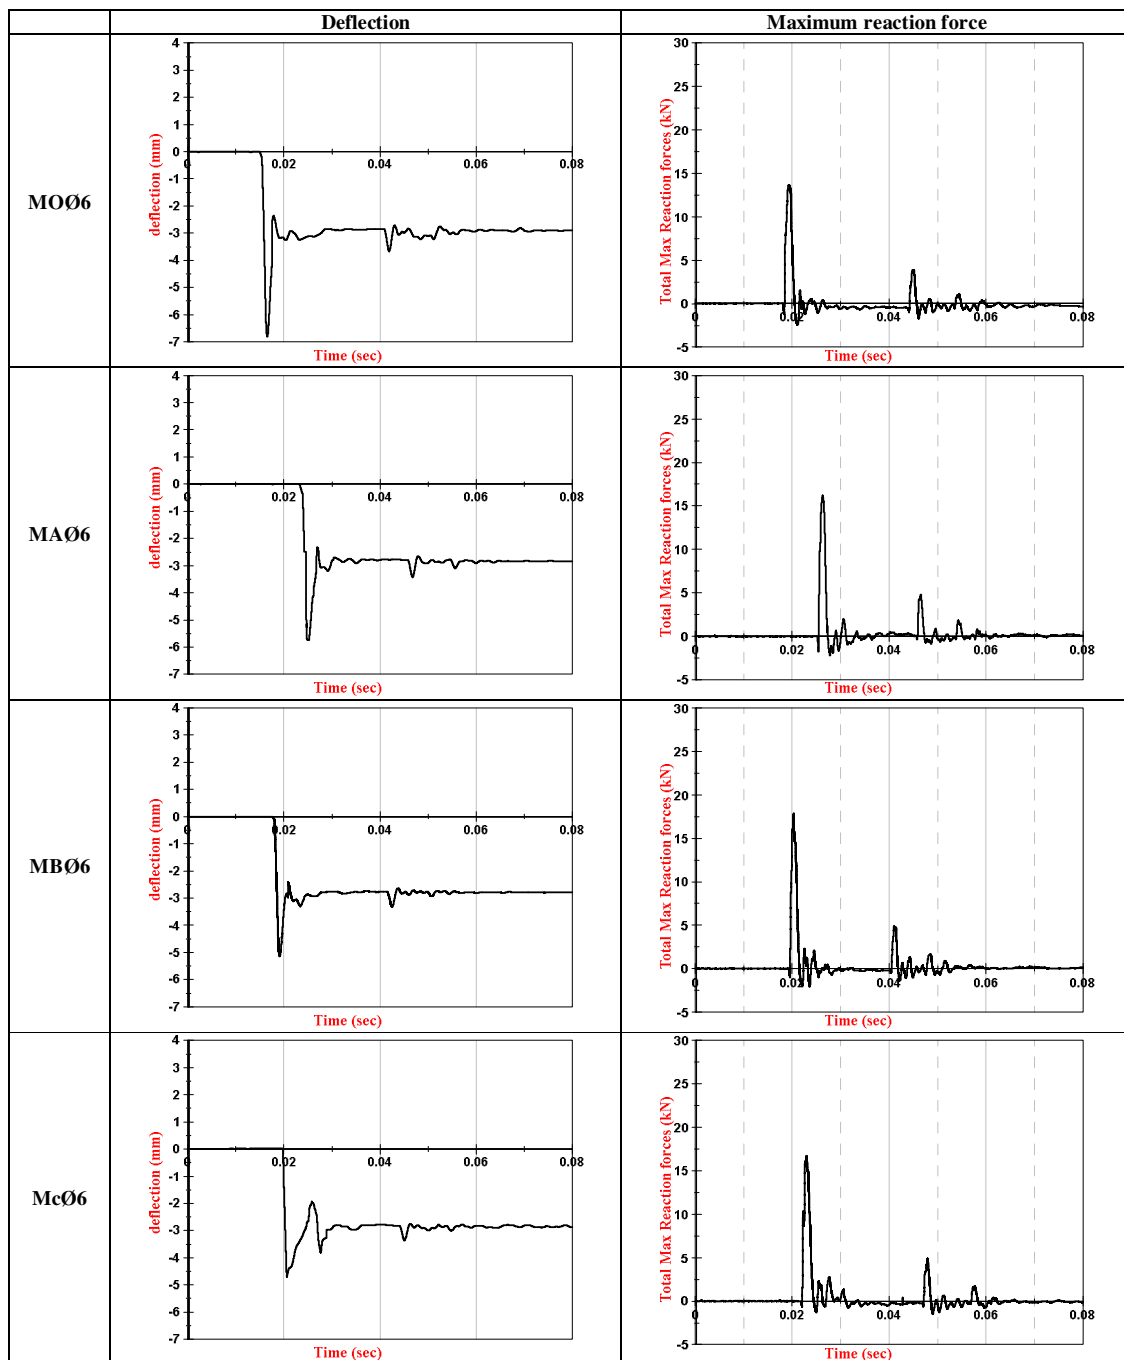 Deflection Maximum reaction force
MOØ6
4
3
2
1
0
-1
-2
-3
-4
-5
-6
-7
deflection (mm)
0 0.02 0.04 0.06 0.08
Time (sec)
30
25
20
15
10
5
0
-5
Total Max Reaction forces (kN)
0 0.02 0.04 0.06 0.08
Time (sec)
MAØ6
4
3
2
1
0
-1
-2
-3
-4
-5
-6
-7
deflection (mm)
0 0.02 0.04 0.06 0.08
Time (sec)
30
25
20
15
10
5
0
-5
Total Max Reaction forces (kN)
0 0.02 0.04 0.06 0.08
Time (sec)
MBØ6
4
3
2
1
0
-1
-2
-3
-4
-5
-6
-7
deflection (mm)
0 0.02 0.04 0.06 0.08
Time (sec)
30
25
20
15
10
5
0
-5
Total Max Reaction forces (kN)
0 0.02 0.04 0.06 0.08
Time (sec)
McØ6
4
3
2
1
0
-1
-2
-3
-4
-5
-6
-7
deflection (mm)
0 0.02 0.04 0.06 0.08
Time (sec)
30
25
20
15
10
5
0
-5
Total Max Reaction forces (kN)
0 0.02 0.04 0.06 0.08
Time (sec)